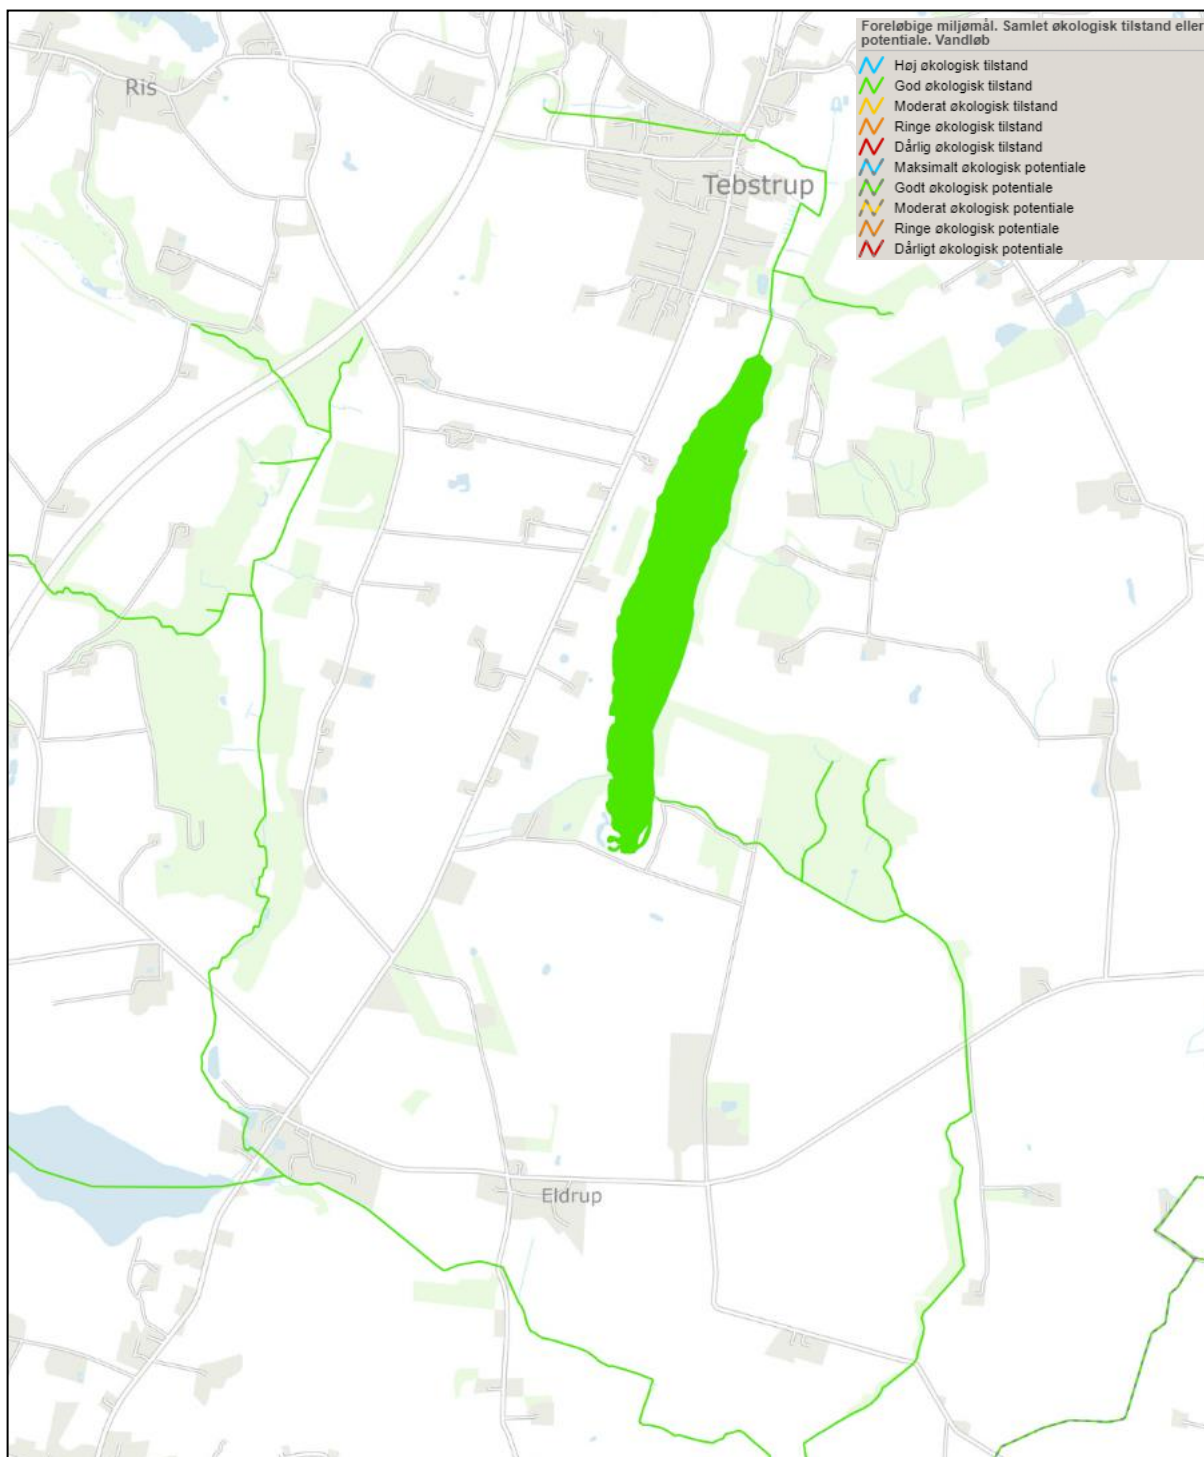 Foreløbige miljømål. Samlet økologisk tilstand eller
potentiale. Vandløb
Høj økologisk tilstand
God økologisk tilstand
Moderat økologisk tilstand
Ringe økologisk tilstand
Dårlig økologisk tilstand
Maksimalt økologisk potentiale
Godt økologisk potentiale
Moderat økologisk potentiale
Ringe økologisk potentiale
Dårligt økologisk potentiale
Ris
Tebstrup
Eldrup